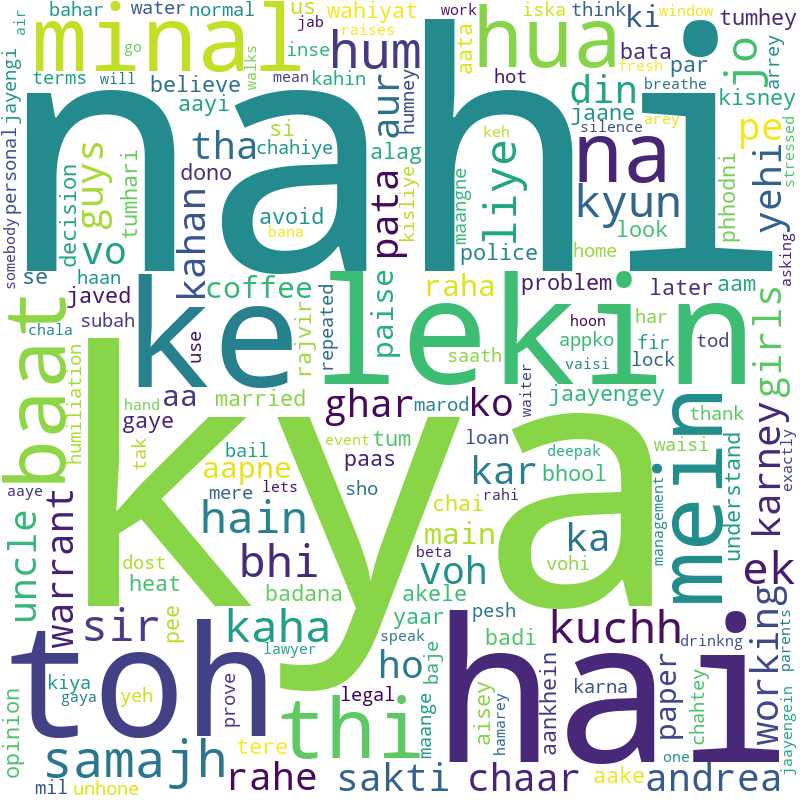 nahi
kya
hai
toh
ke
lekin
minal
hua
baat
mein
thi
na
hum
tha
aur
pata
kyun
liye
din
jo
pe
yehi
ki
par
tumhey
iska
think
us
wahiyat
inse
kahin
jab
work
window
raises
mean
normal
water
bahar
air
go
will
walks
terms
believe
aayi
jayengi
personal
somebody
decision
guys
tumhari
vo
se
haan
si
chahiye
dono
alag
avoid
bana
kahan
kisliye
humney
aata
hot
bata
arrey
kisney
jaane
silence
breathe
fresh
arey
keh
maangne
stressed
phhodni
look
home
police
asking
problem
later
aam
raha
coffee
javed
subah
chala
use
rajvir
repeated
paise
saath
hoon
vaisi
appko
har
fir
lock
tod
girls
humiliation
hand
tak
gaye
aa
married
ghar
marod
ko
waiter
jaayengey
thank
waisi
understand
exactly
karney
aaye
uncle
warrant
bail
aapne
event
tum
paas
loan
kar
deepak
bhool
management
mere
lets
sho
chai
rahi
main
ka
ek
hain
bhi
beta
voh
vohi
dost
heat
badana
akele
pesh
working
parents
sir
pee
kaha
lawyer
yaar
speak
badi
kuchh
drinkng
ho
baje
opinion
kiya
gaya
yeh
prove
legal
maange
aisey
hamarey
aankhein
karna
paper
chahtey
jaayengein
samajh
tere
rahe
sakti
chaar
aake
one
andrea
mil
unhone